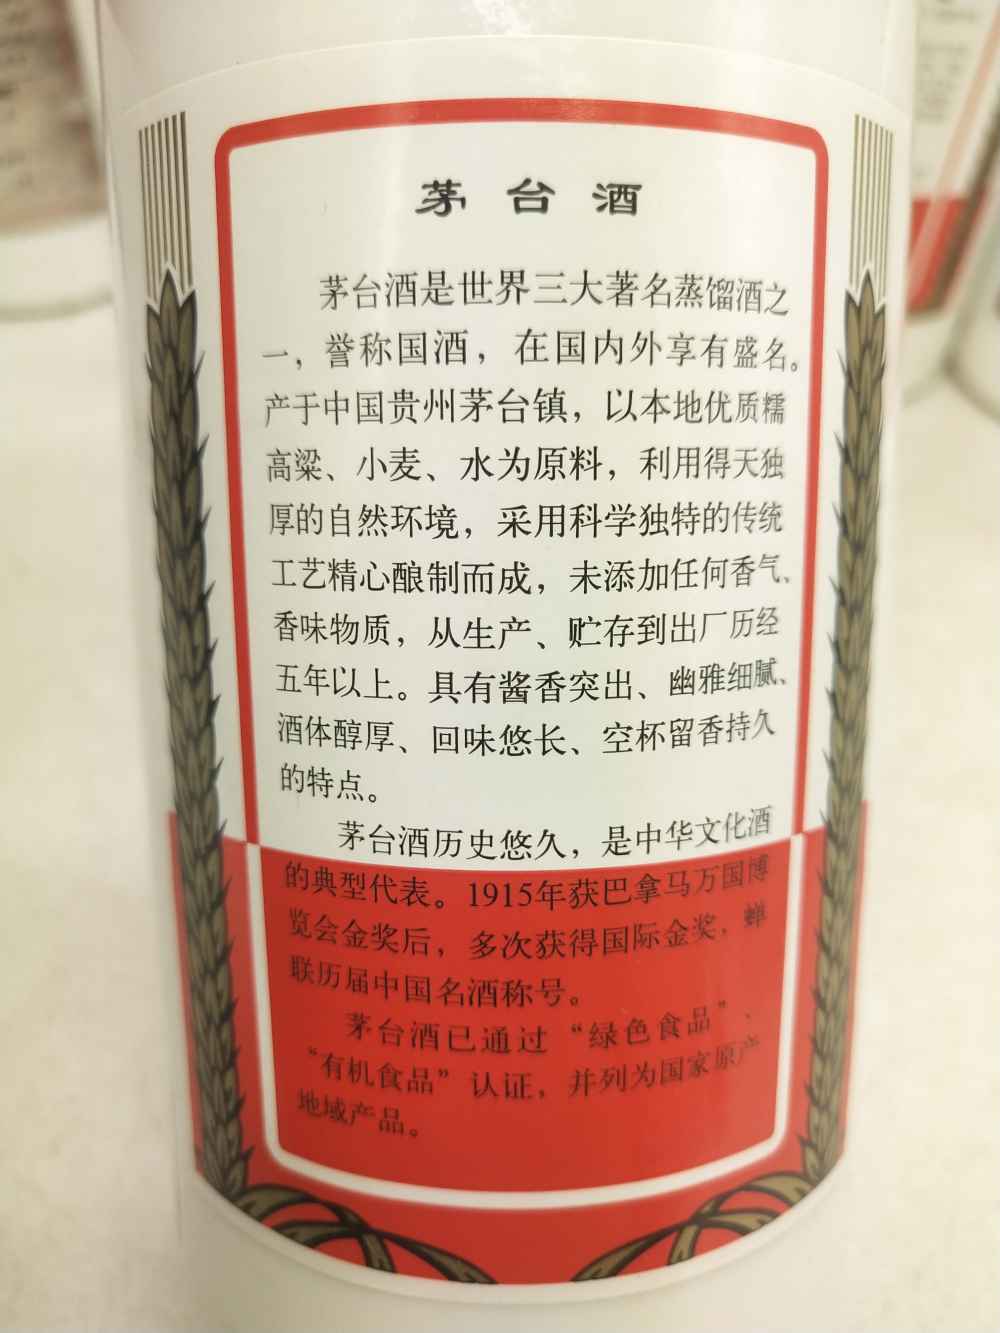 茅台酒
茅台酒是世界三大著名蒸馏酒之
一，誉称国酒，在国内外享有盛名。
产于中国贵州茅台镇，以本地优质糯
高粱、小麦、水为原料，利用得天独
厚的自然环境，采用科学独特的传统
工艺精心酿制而成，未添加任何香气、
香味物质，从生产、贮存到出厂历经
五年以上。具有酱香突出、幽雅细腻、
酒体醇厚、回味悠长、空杯留香持久
的特点。
茅台酒历史悠久，是中华文化酒
的典型代表。1915年获巴拿马万国博
览会金奖后，多次获得国际金奖，蝉
联历届中国名酒称号。
茅台酒已通过“绿色食品”、
“有机食品”认证，并列为国家原产
地域产品。